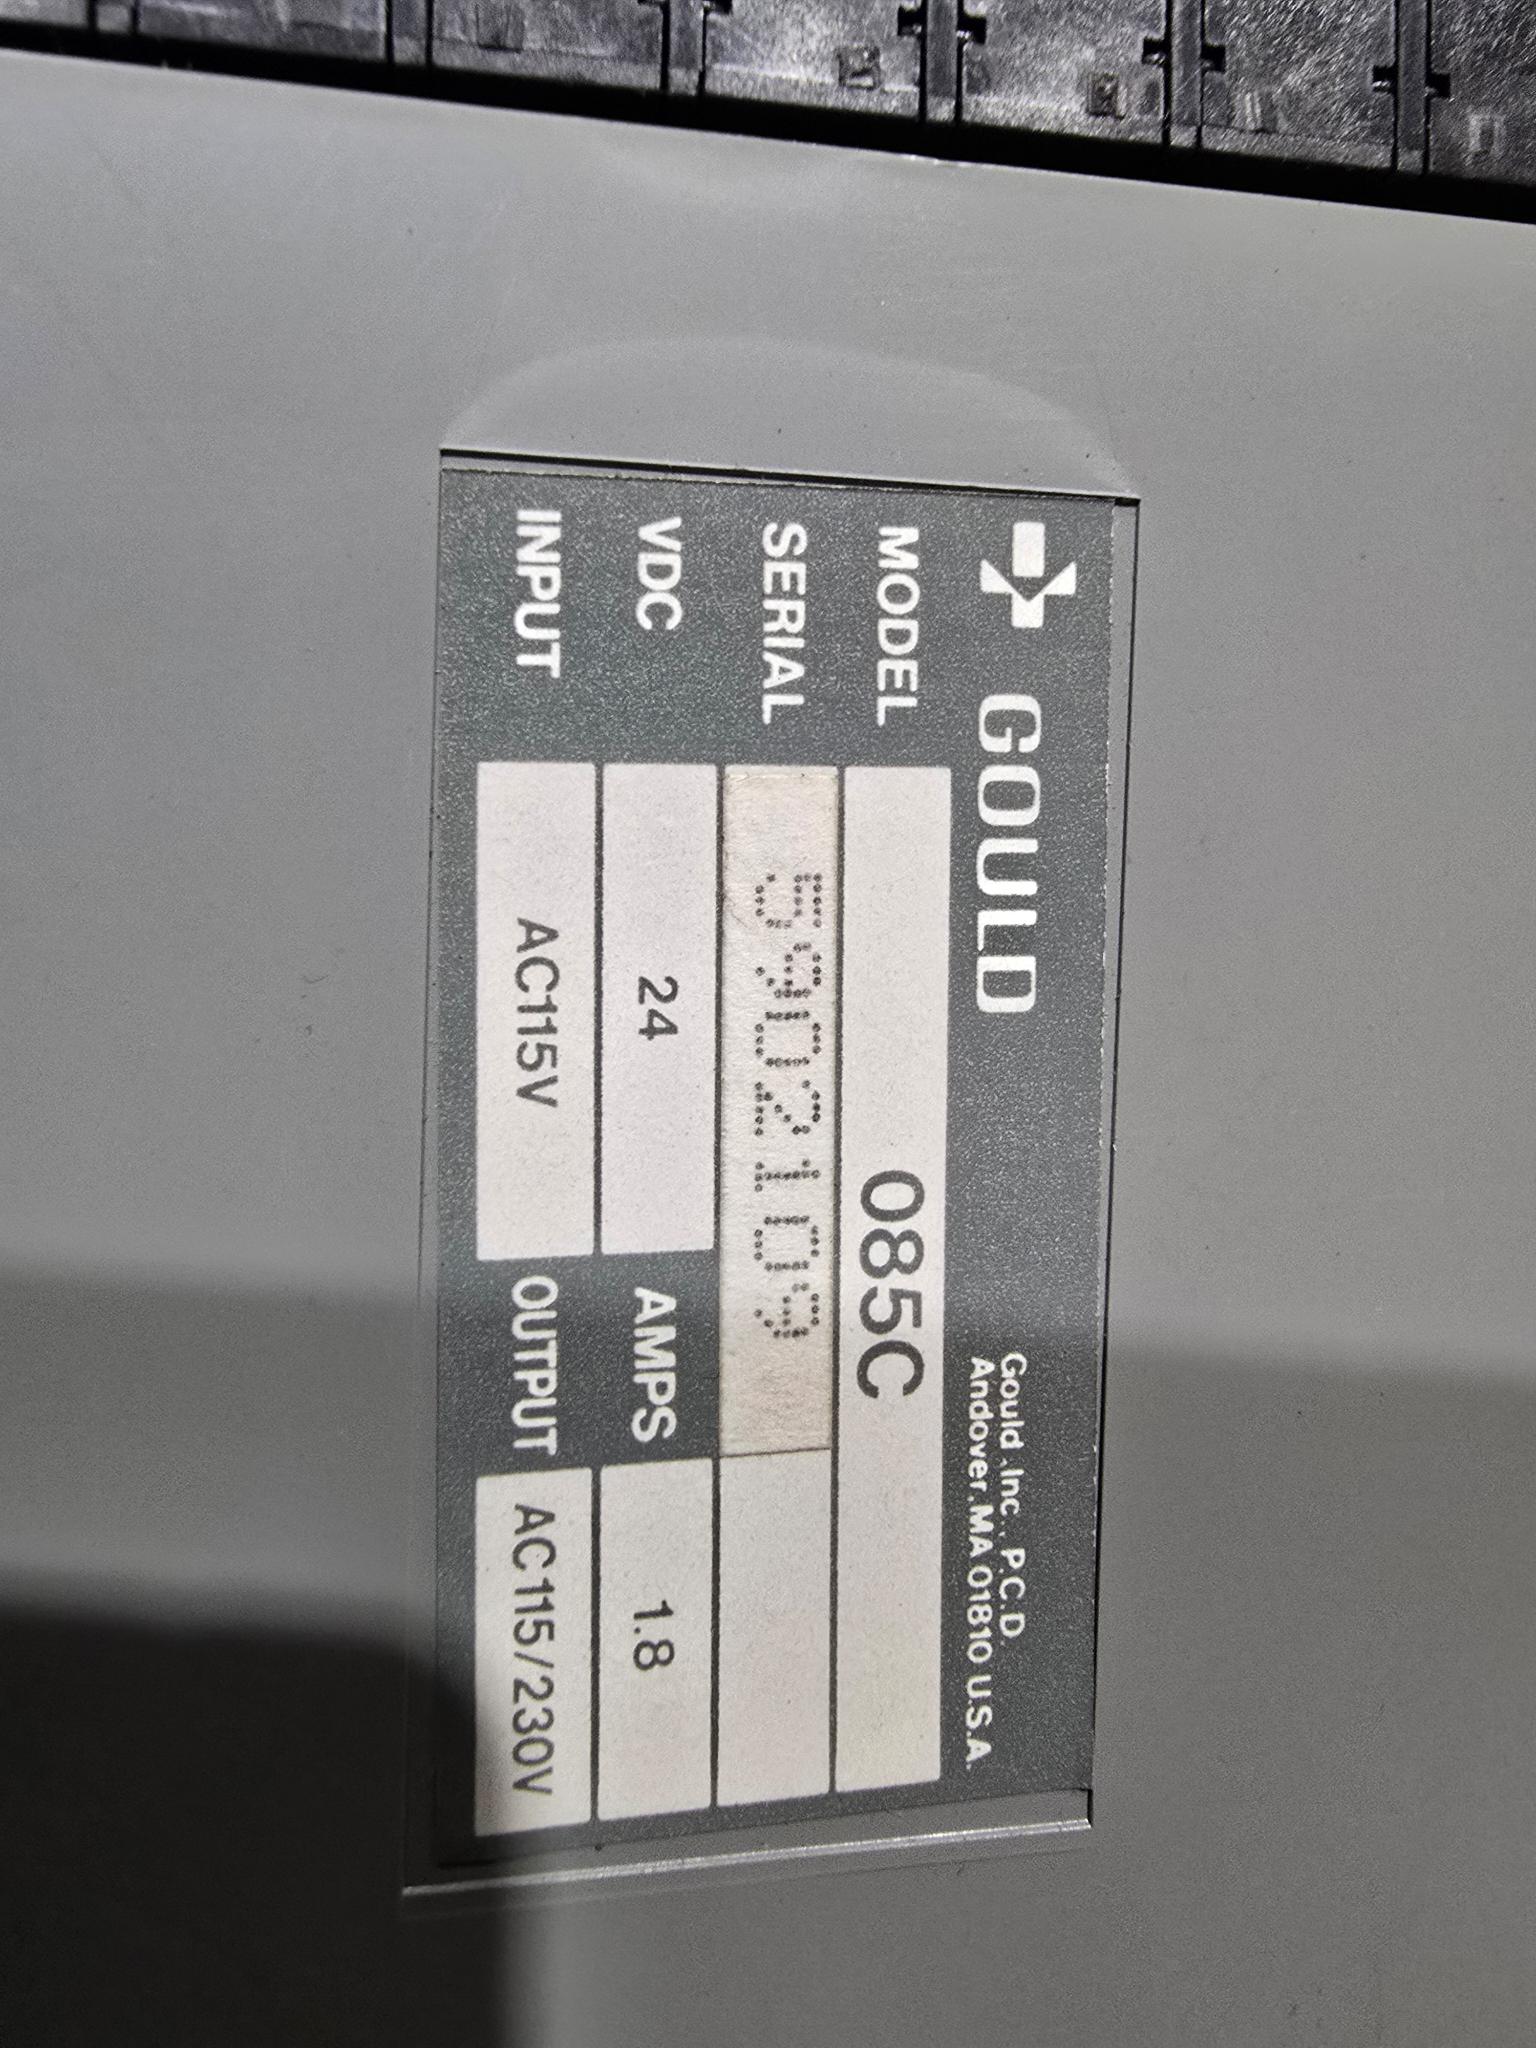 GOULD
Gould .Inc., P.C.D.
Andover,MA 01810 U.S.A.
MODEL 085C
SERIAL 5902109
VDC 24 AMPS 1.8
INPUT AC115V OUTPUT AC115/230V